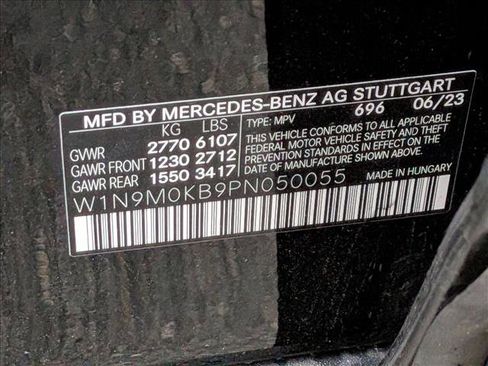 MFD BY MERCEDES-BENZ AG STUTTGART
KG LBS TYPE: MPV 696 06/23
GVWR 2770 6107
GAWR FRONT 1230 2712
GAWR REAR 1550 3417
THIS VEHICLE CONFORMS TO ALL APPLICABLE
FEDERAL MOTOR VEHICLE SAFETY AND THEFT
PREVENTION STANDARDS IN EFFECT ON THE
DATE OF MANUFACTURE SHOWN ABOVE.
W1N9M0KB9PN050055 MADE IN HUNGARY